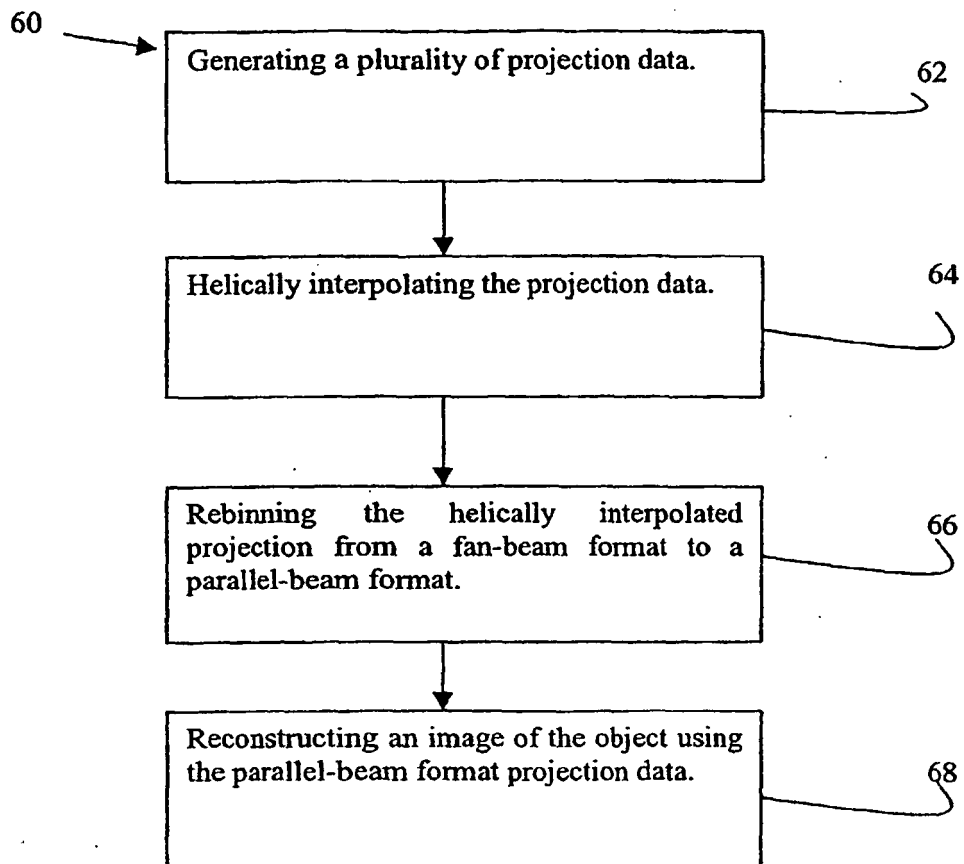 60
Generating a plurality of projection data.
62
Helically interpolating the projection data.
64
Rebinning the helically interpolated
projection from a fan-beam format to a
parallel-beam format.
66
Reconstructing an image of the object using
the parallel-beam format projection data.
68